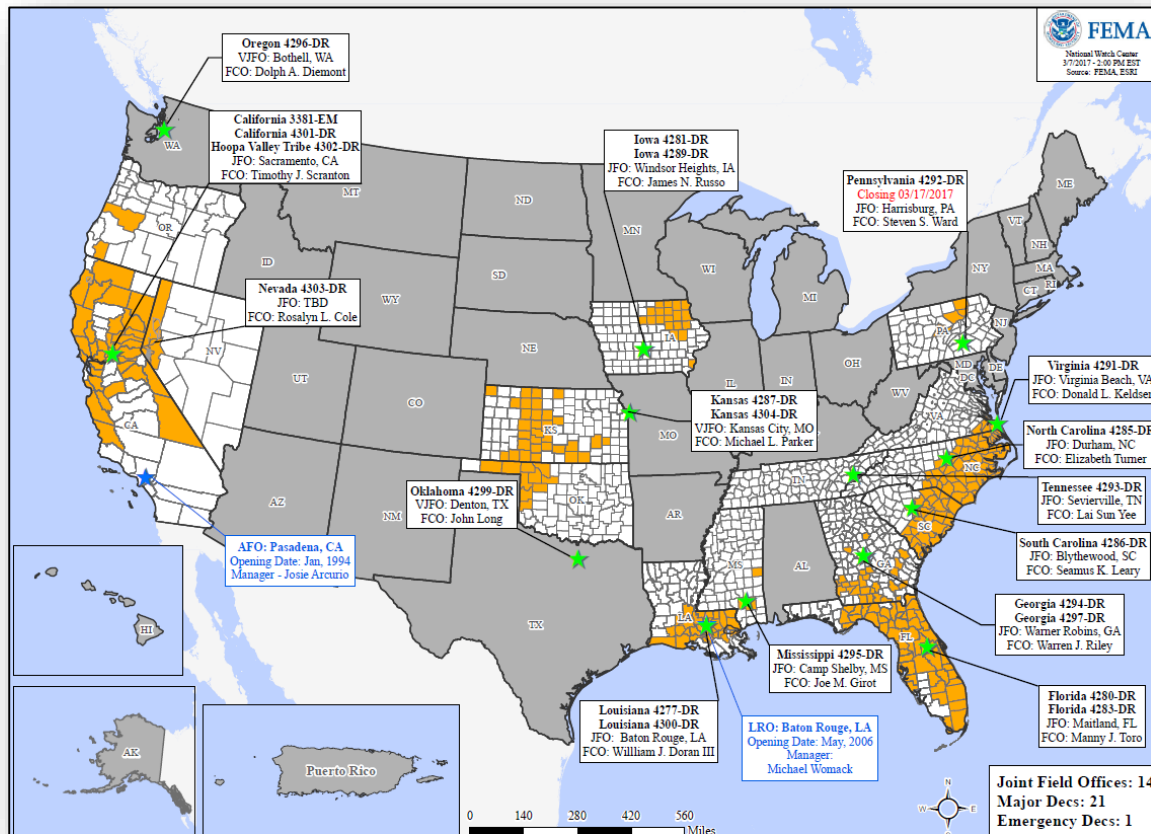 FEMA
National Watch Center
3/7/2017 - 2:00 PM EST
Source: FEMA, ESRI
Oregon 4296-DR
VJFO: Bothell, WA
FCO: Dolph A. Diemont
California 3381-EM
California 4301-DR
Hoopa Valley Tribe 4302-DR
JFO: Sacramento, CA
FCO: Timothy J. Scranton
Iowa 4281-DR
Iowa 4289-DR
JFO: Windsor Heights, IA
FCO: James N. Russo
Pennsylvania 4292-DR
Closing 03/17/2017
JFO: Harrisburg, PA
FCO: Steven S. Ward
Nevada 4303-DR
JFO: TBD
FCO: Rosalyn L. Cole
Virginia 4291-DR
JFO: Virginia Beach, VA
FCO: Donald L. Keldsen
Kansas 4287-DR
Kansas 4304-DR
VJFO: Kansas City, MO
FCO: Michael L. Parker
North Carolina 4285-DR
JFO: Durham, NC
FCO: Elizabeth Turner
Oklahoma 4299-DR
VJFO: Denton, TX
FCO: John Long
Tennessee 4293-DR
JFO: Sevierville, TN
FCO: Lai Sun Yee
South Carolina 4286-DR
JFO: Blythewood, SC
FCO: Seamus K. Leary
AFO: Pasadena, CA
Opening Date: Jan, 1994
Manager - Josie Arcurio
Georgia 4294-DR
Georgia 4297-DR
JFO: Warner Robins, GA
FCO: Warren J. Riley
Mississippi 4295-DR
JFO: Camp Shelby, MS
FCO: Joe M. Girot
Florida 4280-DR
Florida 4283-DR
JFO: Maitland, FL
FCO: Manny J. Toro
Louisiana 4277-DR
Louisiana 4300-DR
JFO: Baton Rouge, LA
FCO: Willliam J. Doran III
LRO: Baton Rouge, LA
Opening Date: May, 2006
Manager:
Michael Womack
WA
MT
ND
MN
ME
OR
ID
SD
WI
VT
NH
NY
MA
RI
CT
WY
MI
IA
PA
NJ
NE
OH
MD
DE
DC
NV
UT
CO
IL
IN
WV
VA
CA
KS
MO
NC
TN
AZ
NM
OK
AR
SC
MS
AL
GA
TX
LA
FL
HI
AK
Puerto Rico
N
W
E
S
0 140 280 420 560
Miles
Joint Field Offices: 14
Major Decs: 21
Emergency Decs: 1